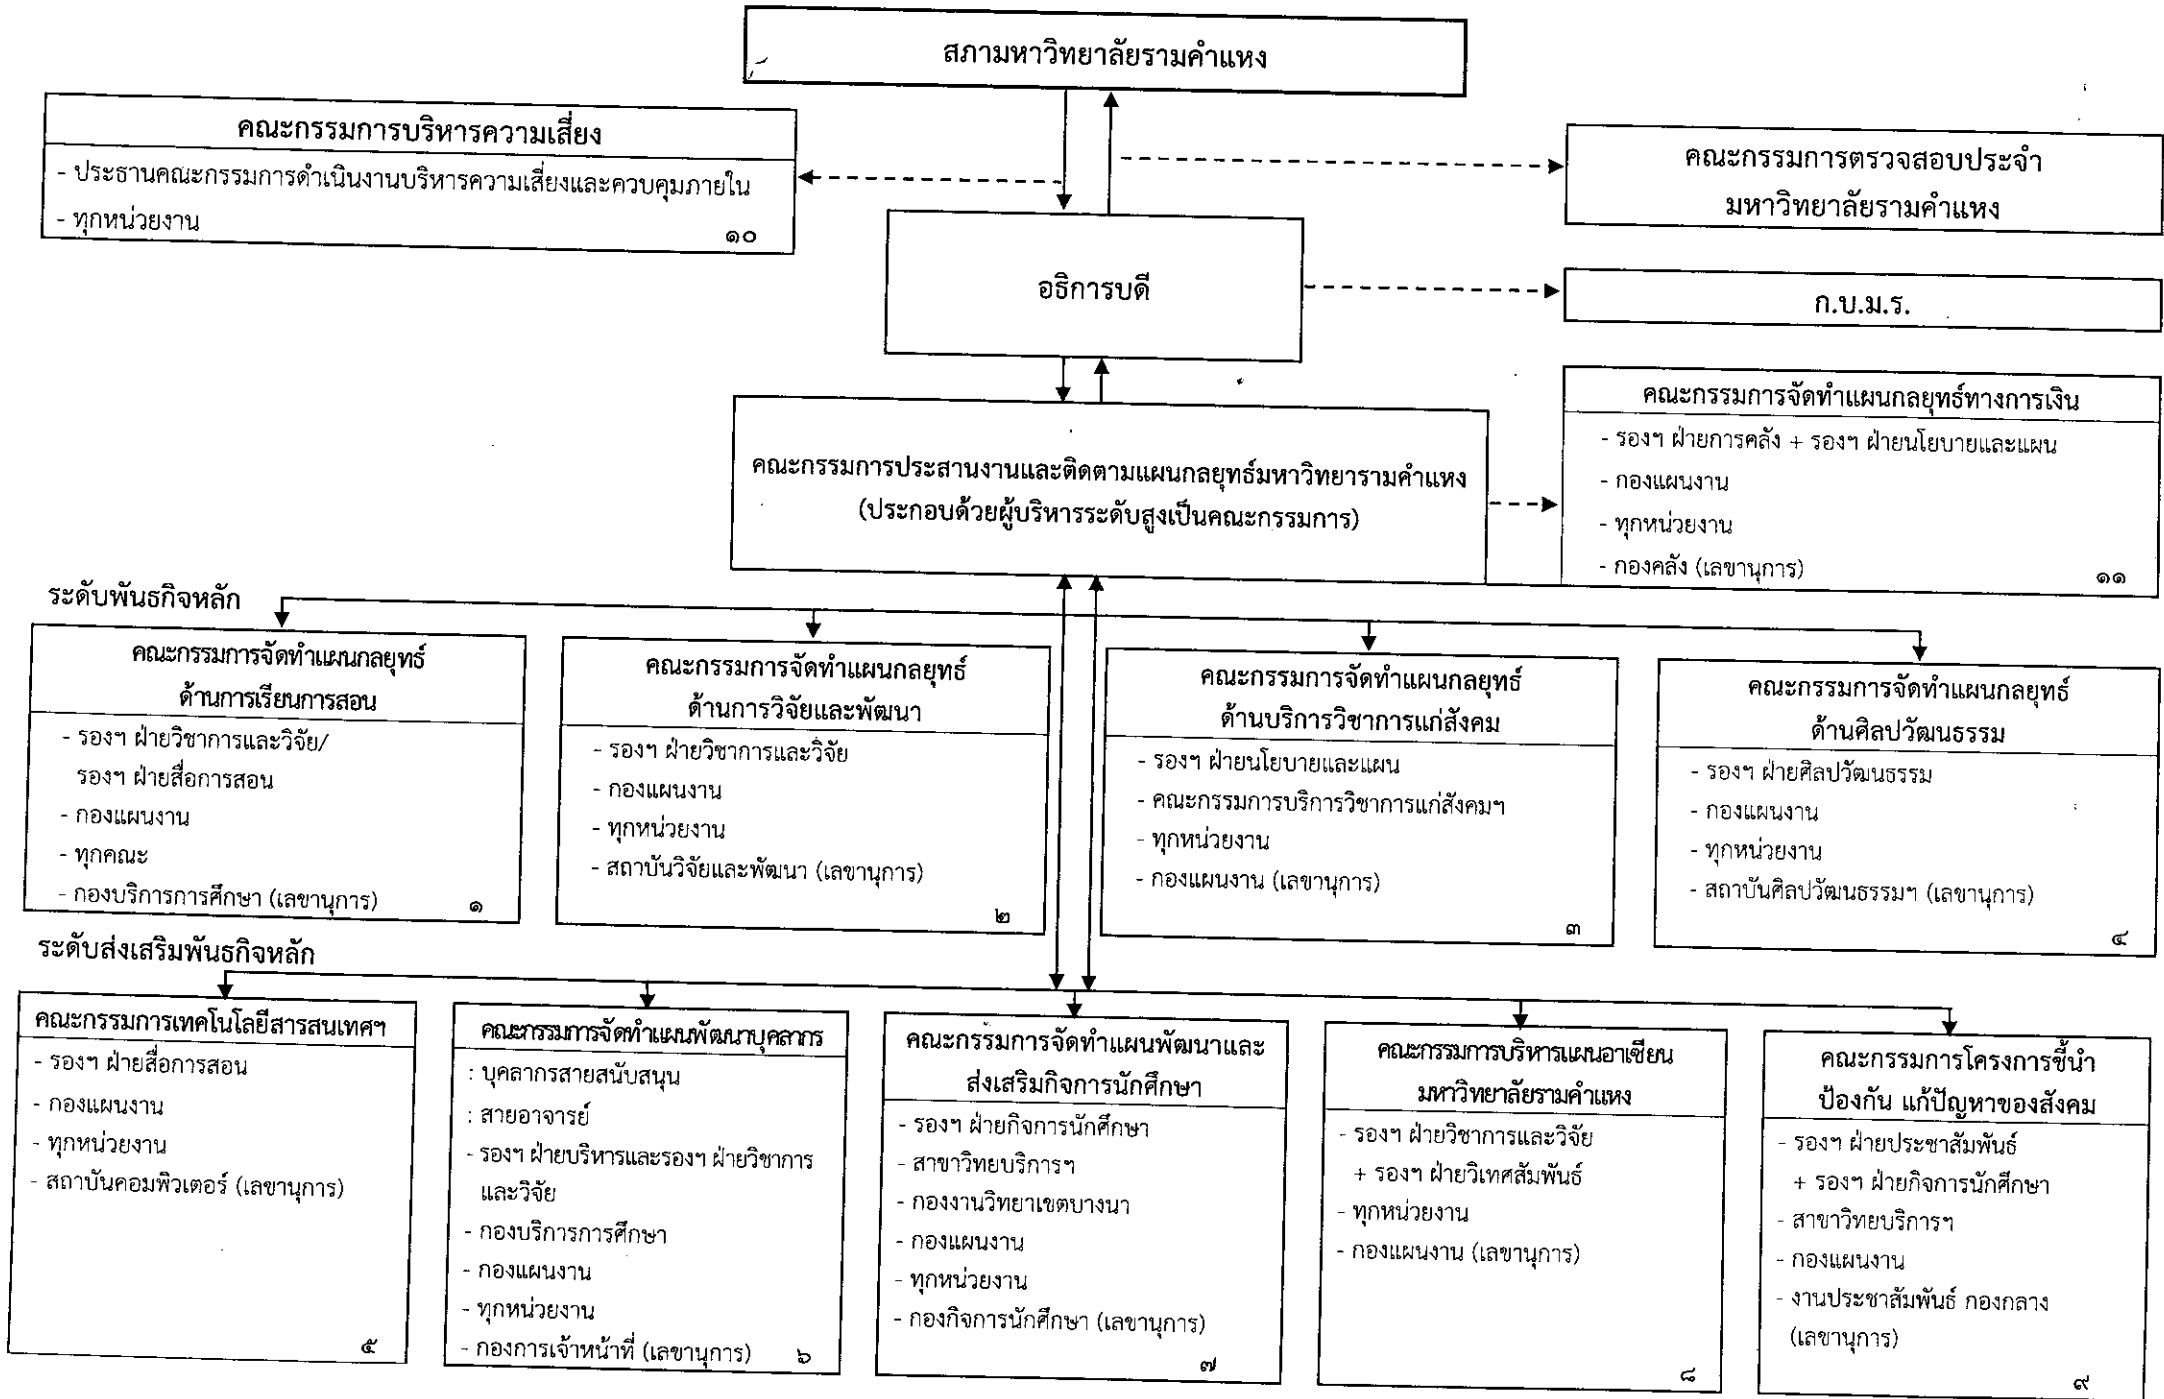 สภามหาวิทยาลัยรามคำแหง
คณะกรรมการบริหารความเสี่ยง
- ประธานคณะกรรมการดำเนินงานบริหารความเสี่ยงและควบคุมภายใน
- ทุกหน่วยงาน
๑๐
คณะกรรมการตรวจสอบประจำ
มหาวิทยาลัยรามคำแหง
อธิการบดี
ก.บ.ม.ร.
คณะกรรมการประสานงานและติดตามแผนกลยุทธ์มหาวิทยารามคำแหง
(ประกอบด้วยผู้บริหารระดับสูงเป็นคณะกรรมการ)
คณะกรรมการจัดทำแผนกลยุทธ์ทางการเงิน
- รองฯ ฝ่ายการคลัง + รองฯ ฝ่ายนโยบายและแผน
- กองแผนงาน
- ทุกหน่วยงาน
- กองคลัง (เลขานุการ)
๑๑
ระดับพันธกิจหลัก
คณะกรรมการจัดทำแผนกลยุทธ์
ด้านการเรียนการสอน
- รองฯ ฝ่ายวิชาการและวิจัย/
รองฯ ฝ่ายสื่อการสอน
- กองแผนงาน
- ทุกคณะ
- กองบริการการศึกษา (เลขานุการ)
๑
คณะกรรมการจัดทำแผนกลยุทธ์
ด้านการวิจัยและพัฒนา
- รองฯ ฝ่ายวิชาการและวิจัย
- กองแผนงาน
- ทุกหน่วยงาน
- สถาบันวิจัยและพัฒนา (เลขานุการ)
๒
คณะกรรมการจัดทำแผนกลยุทธ์
ด้านบริการวิชาการแก่สังคม
- รองฯ ฝ่ายนโยบายและแผน
- คณะกรรมการบริการวิชาการแก่สังคมฯ
- ทุกหน่วยงาน
- กองแผนงาน (เลขานุการ)
๓
คณะกรรมการจัดทำแผนกลยุทธ์
ด้านศิลปวัฒนธรรม
- รองฯ ฝ่ายศิลปวัฒนธรรม
- กองแผนงาน
- ทุกหน่วยงาน
- สถาบันศิลปวัฒนธรรมฯ (เลขานุการ)
๔
ระดับส่งเสริมพันธกิจหลัก
คณะกรรมการเทคโนโลยีสารสนเทศฯ
- รองฯ ฝ่ายสื่อการสอน
- กองแผนงาน
- ทุกหน่วยงาน
- สถาบันคอมพิวเตอร์ (เลขานุการ)
๕
คณะกรรมการจัดทำแผนพัฒนาบุคลากร
: บุคลากรสายสนับสนุน
: สายอาจารย์
- รองฯ ฝ่ายบริหารและรองฯ ฝ่ายวิชาการ
และวิจัย
- กองบริการการศึกษา
- กองแผนงาน
- ทุกหน่วยงาน
- กองการเจ้าหน้าที่ (เลขานุการ)
๖
คณะกรรมการจัดทำแผนพัฒนาและ
ส่งเสริมกิจการนักศึกษา
- รองฯ ฝ่ายกิจการนักศึกษา
- สาขาวิทยบริการฯ
- กองงานวิทยาเขตบางนา
- กองแผนงาน
- ทุกหน่วยงาน
- กองกิจการนักศึกษา (เลขานุการ)
๗
คณะกรรมการบริหารแผนอาเซียน
มหาวิทยาลัยรามคำแหง
- รองฯ ฝ่ายวิชาการและวิจัย
+ รองฯ ฝ่ายวิเทศสัมพันธ์
- ทุกหน่วยงาน
- กองแผนงาน (เลขานุการ)
๘
คณะกรรมการโครงการชี้นำ
ป้องกัน แก้ปัญหาของสังคม
- รองฯ ฝ่ายประชาสัมพันธ์
+ รองฯ ฝ่ายกิจการนักศึกษา
- สาขาวิทยบริการฯ
- กองแผนงาน
- งานประชาสัมพันธ์ กองกลาง
(เลขานุการ)
๙